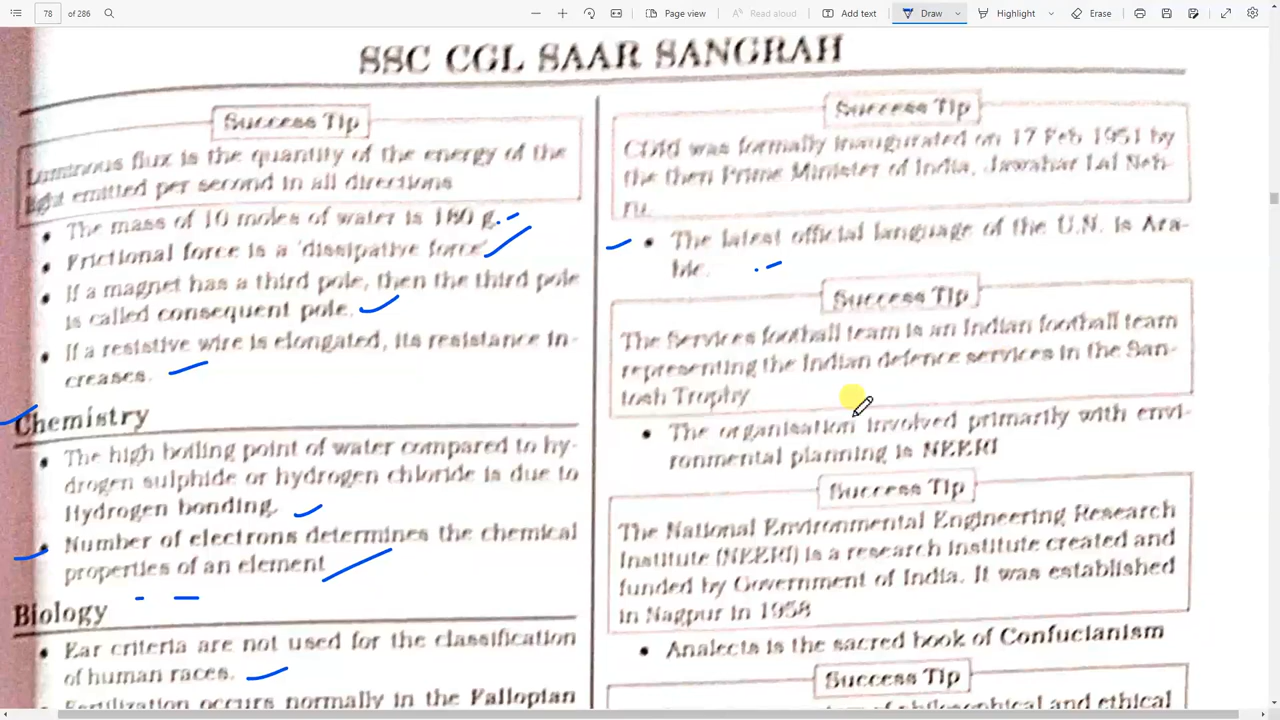 78 of 286
Page view
Read aloud
Add text
Draw
Highlight
Erase
SSC CGL SAAR SANGRAH
Success Tip
Luminous flux is the quantity of the energy of the
light emitted per second in all directions
• The mass of 10 moles of water is 180 g.
• Frictional force is a 'dissipative force'
• If a magnet has a third pole, then the third pole
is called consequent pole.
• If a resistive wire is elongated, its resistance in-
creases.
Chemistry
• The high boiling point of water compared to hy-
drogen sulphide or hydrogen chloride is due to
Hydrogen bonding.
• Number of electrons determines the chemical
properties of an element
Biology
• Ear criteria are not used for the classification
of human races.
Fertilization occurs normally in the Fallopian
Success Tip
CDRI was formally inaugurated on 17 Feb 1951 by
the then Prime Minister of India, Jawahar Lal Neh-
ru.
• The latest official language of the U.N. is Ara-
bic.
Success Tip
The Services football team is an Indian football team
representing the Indian defence services in the San-
tosh Trophy
• The organisation involved primarily with envi-
ronmental planning is NEERI
Success Tip
The National Environmental Engineering Research
Institute (NEERI) is a research institute created and
funded by Government of India. It was established
in Nagpur in 1958
• Analects is the sacred book of Confucianism
Success Tip
of philosophical and ethical